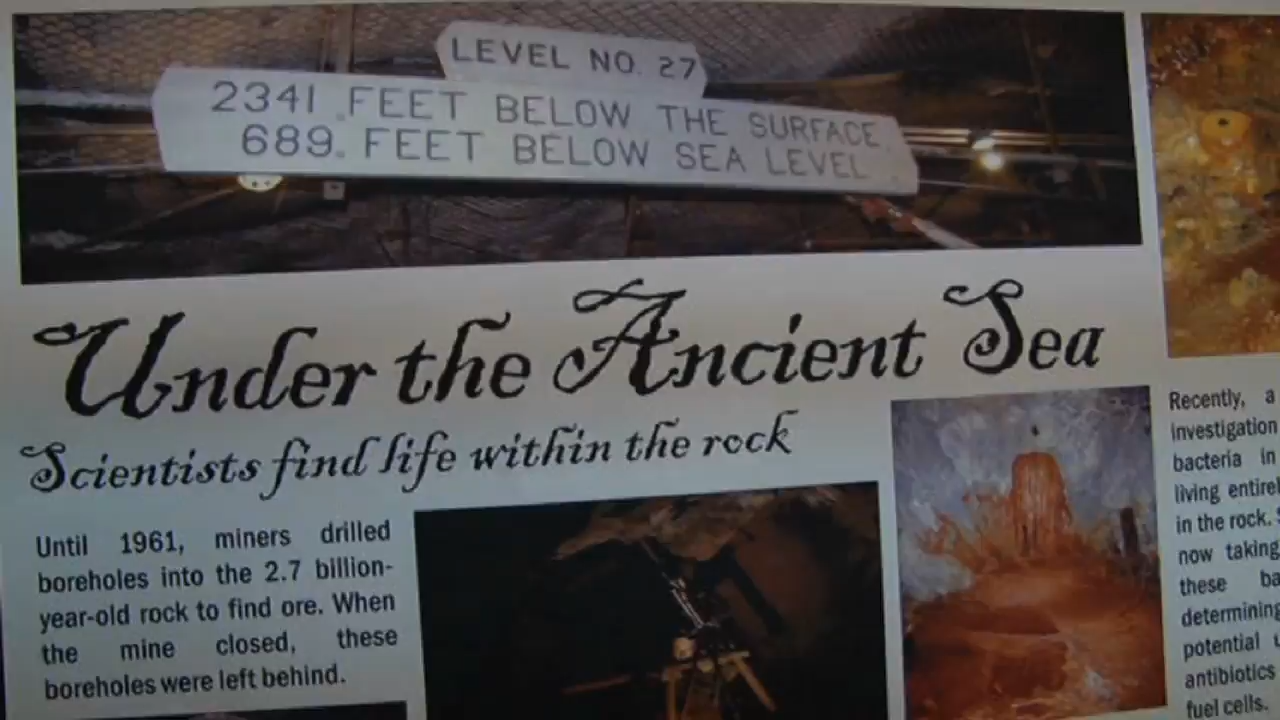 LEVEL NO. 27
2341 FEET BELOW THE SURFACE
689 FEET BELOW SEA LEVEL
Under the Ancient Sea
Scientists find life within the rock
Until 1961, miners drilled
boreholes into the 2.7 billion-
year-old rock to find ore. When
the mine closed, these
boreholes were left behind.
Recently, a
investigation
bacteria in
living
in the rock.
now taking
these
determining
potential
antibiotics
fuel cells.